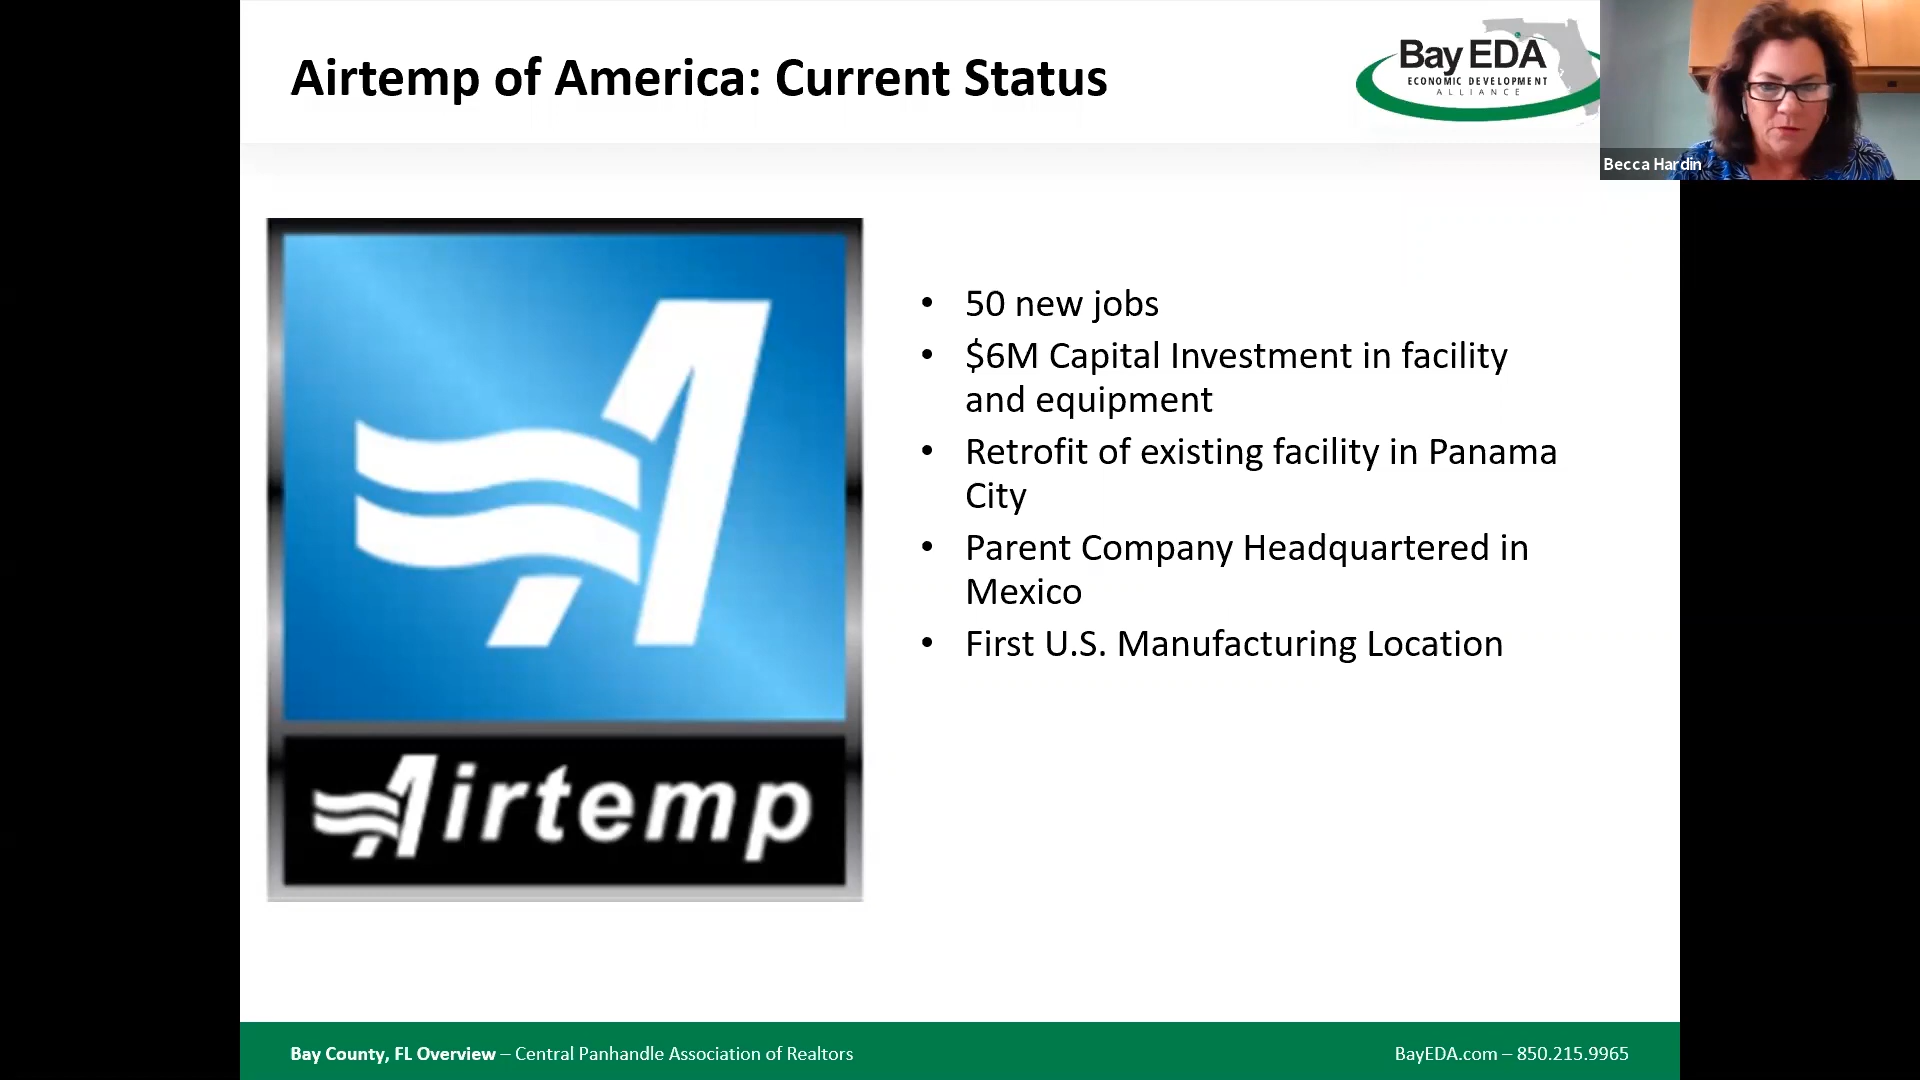 Airtemp of America: Current Status
Bay EDA
ECONOMIC DEVELOPMENT
ALLIANCE
Becca Hardin
• 50 new jobs
• $6M Capital Investment in facility
and equipment
• Retrofit of existing facility in Panama
City
• Parent Company Headquartered in
Mexico
• First U.S. Manufacturing Location
Airtemp
Bay County, FL Overview – Central Panhandle Association of Realtors
BayEDA.com – 850.215.9965